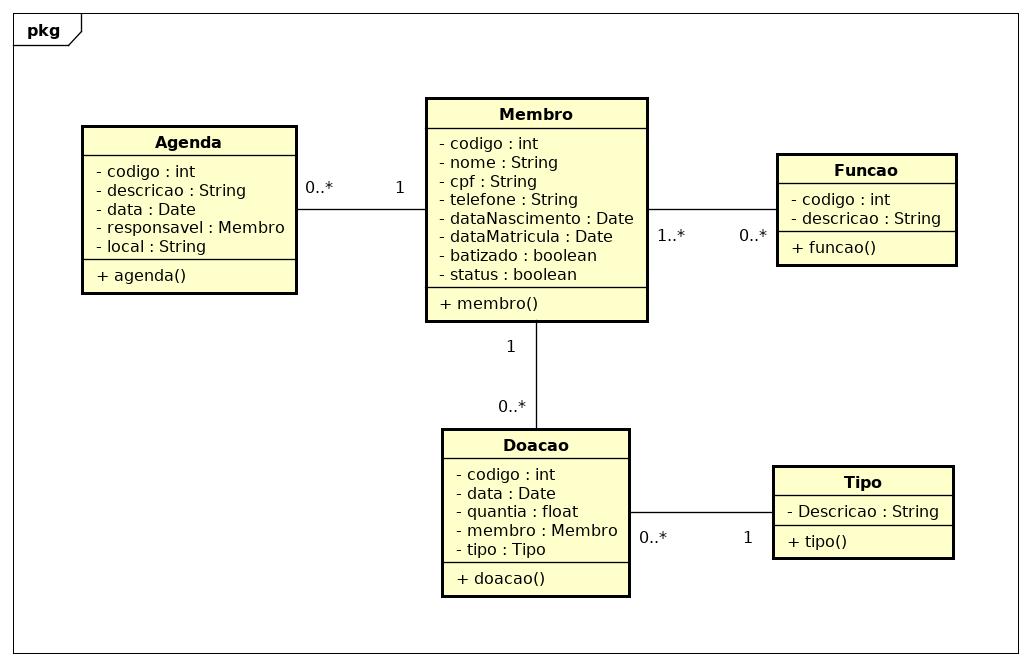 pkg
Agenda
- codigo : int
- descricao : String
- data : Date
- responsavel : Membro
- local : String
+ agenda()
0..*
1
Membro
- codigo : int
- nome : String
- cpf : String
- telefone : String
- dataNascimento : Date
- dataMatricula : Date
- batizado : boolean
- status : boolean
+ membro()
1..*
0..*
Funcao
- codigo : int
- descricao : String
+ funcao()
1
0..*
Doacao
- codigo : int
- data : Date
- quantia : float
- membro : Membro
- tipo : Tipo
+ doacao()
0..*
1
Tipo
- Descricao : String
+ tipo()